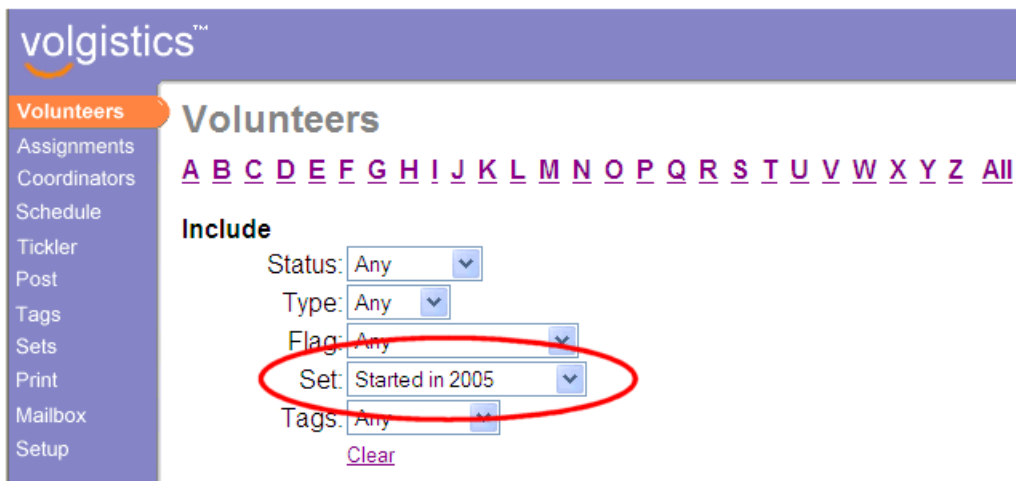 volgistics™
Volunteers
Assignments
Coordinators
Schedule
Tickler
Post
Tags
Sets
Print
Mailbox
Setup
Volunteers
A B C D E F G H I J K L M N O P Q R S T U V W X Y Z All
Include
Status: Any
Type: Any
Flag: Any
Set: Started in 2005
Tags: Any
Clear